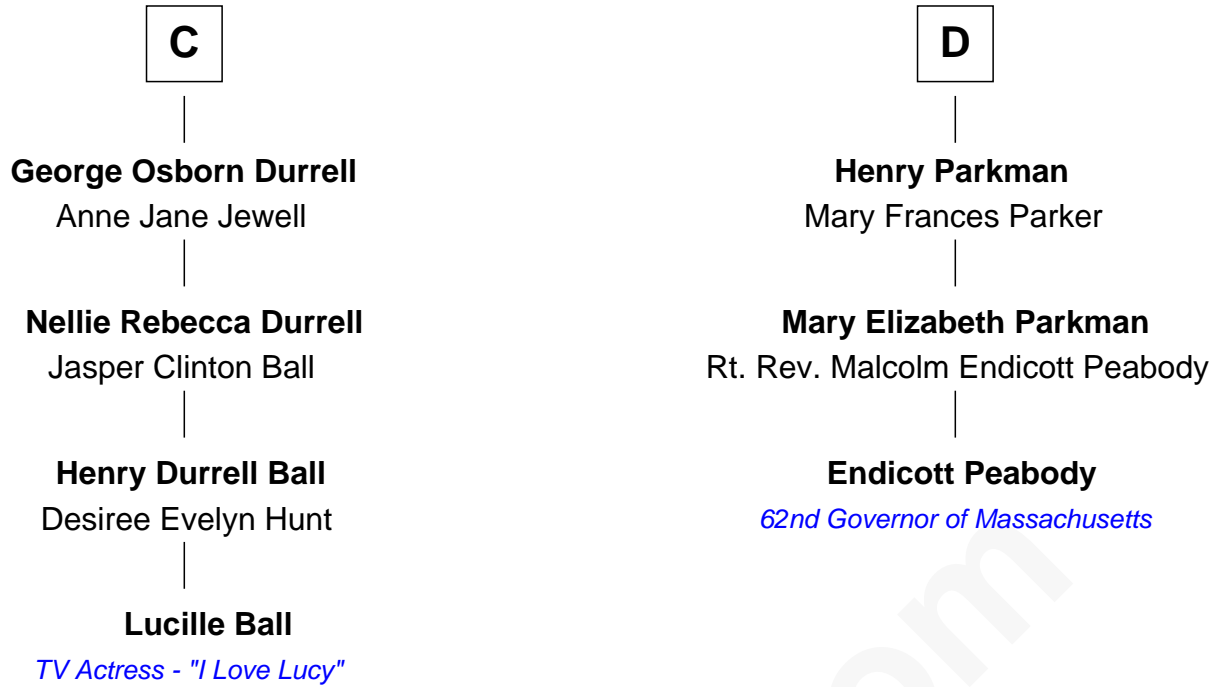 C
George Osborn Durrell
Anne Jane Jewell
Nellie Rebecca Durrell
Jasper Clinton Ball
Henry Durrell Ball
Desiree Evelyn Hunt
Lucille Ball
TV Actress - "I Love Lucy"
D
Henry Parkman
Mary Frances Parker
Mary Elizabeth Parkman
Rt. Rev. Malcolm Endicott Peabody
Endicott Peabody
62nd Governor of Massachusetts
om